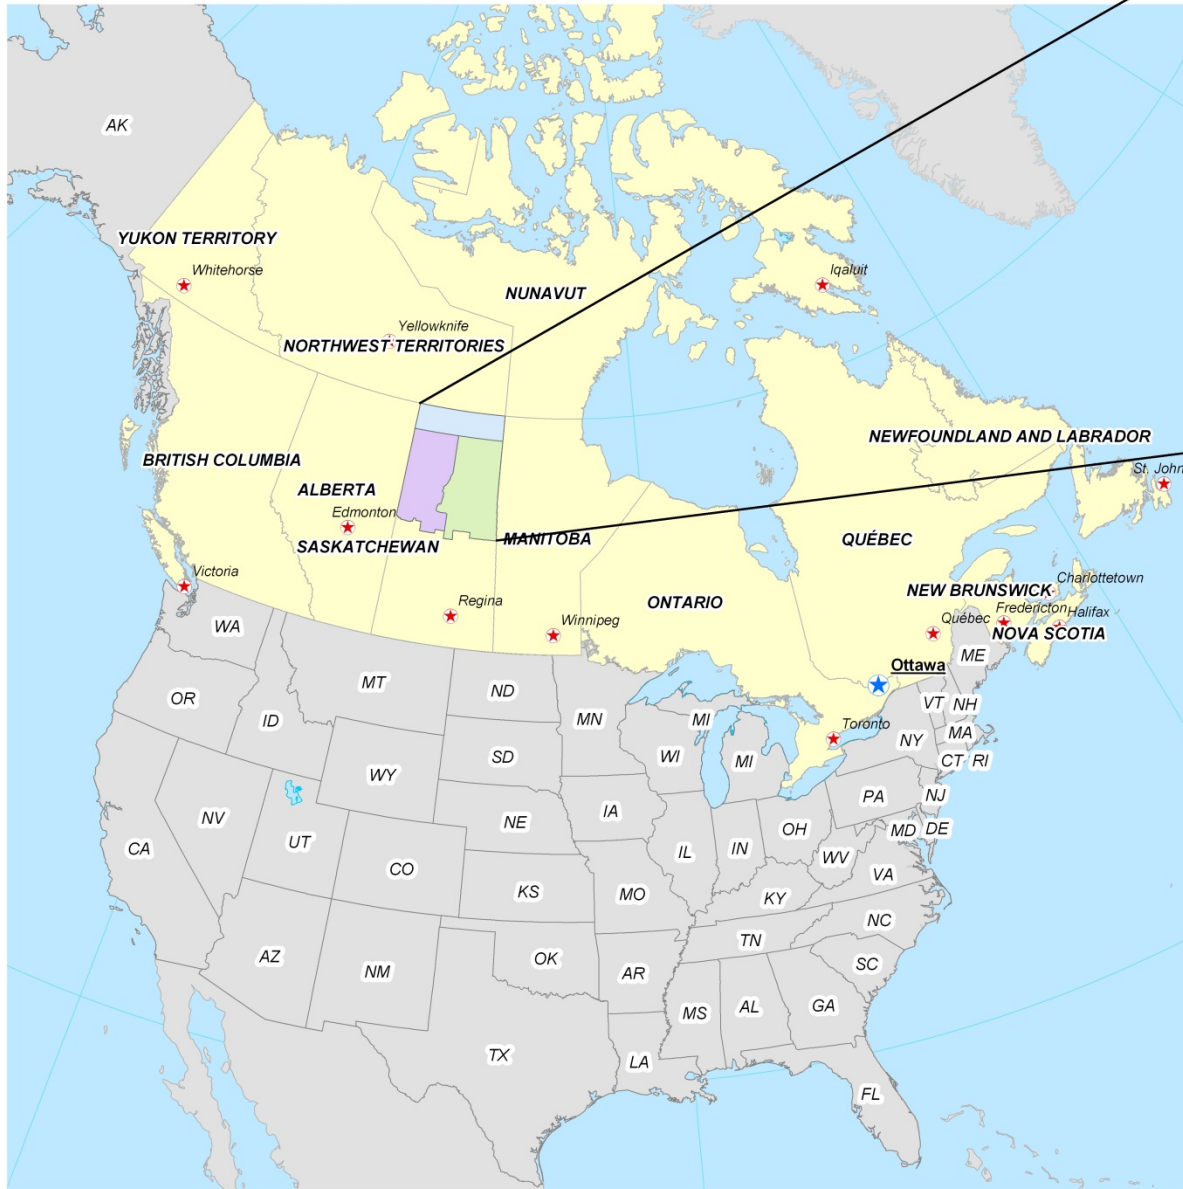 AK
YUKON TERRITORY
Whitehorse
Iqaluit
NUNAVUT
Yellowknife
NORTHWEST TERRITORIES
NEWFOUNDLAND AND LABRADOR
BRITISH COLUMBIA
St. John
ALBERTA
Edmonton
SASKATCHEWAN
MANITOBA
QUÉBEC
Victoria
Charlottetown
NEW BRUNSWICK
Regina
ONTARIO
Fredericton
Halifax
Winnipeg
Québec
NOVA SCOTIA
WA
ME
Ottawa
MT
ND
OR
VT
NH
ID
MN
MI
Toronto
MA
NY
WI
SD
MI
CT
RI
WY
PA
NJ
IA
NV
NE
OH
MD
DE
UT
CA
IL
IN
WV
CO
VA
KS
MO
KY
NC
TN
AZ
OK
SC
NM
AR
MS
AL
GA
TX
LA
FL